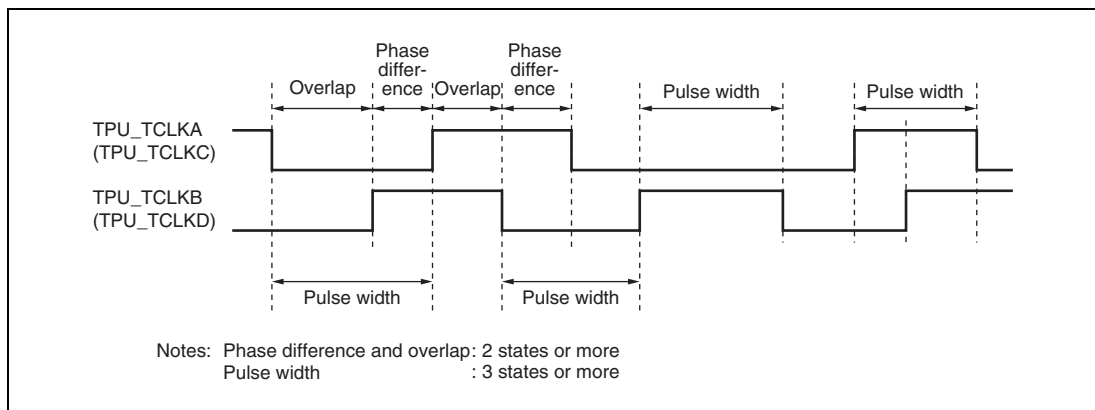 Phase
differ-
ence
Phase
differ-
ence
Overlap
Overlap
Pulse width
Pulse width
TPU_TCLKA
(TPU_TCLKC)
TPU_TCLKB
(TPU_TCLKD)
Pulse width
Pulse width
Notes: Phase difference and overlap: 2 states or more
Pulse width : 3 states or more